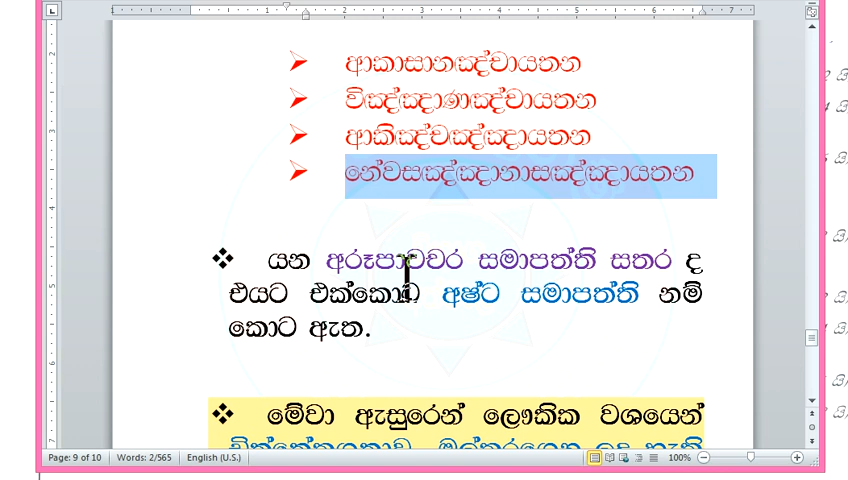 ආකාසානඤ්චායතන
විඤ්ඤාණඤ්චායතන
ආකිඤ්චඤ්ඤායතන
නේවසඤ්ඤානාසඤ්ඤායතන
යන අරූපාවචර සමාපත්ති සතර ද
එයට එක්කොට අෂ්ට සමාපත්ති නම්
කොට ඇත.
මේවා ඇසුරෙන් ලෞකික වශයෙන්
Page: 9 of 10 Words: 2/565 English (U.S.) 100%